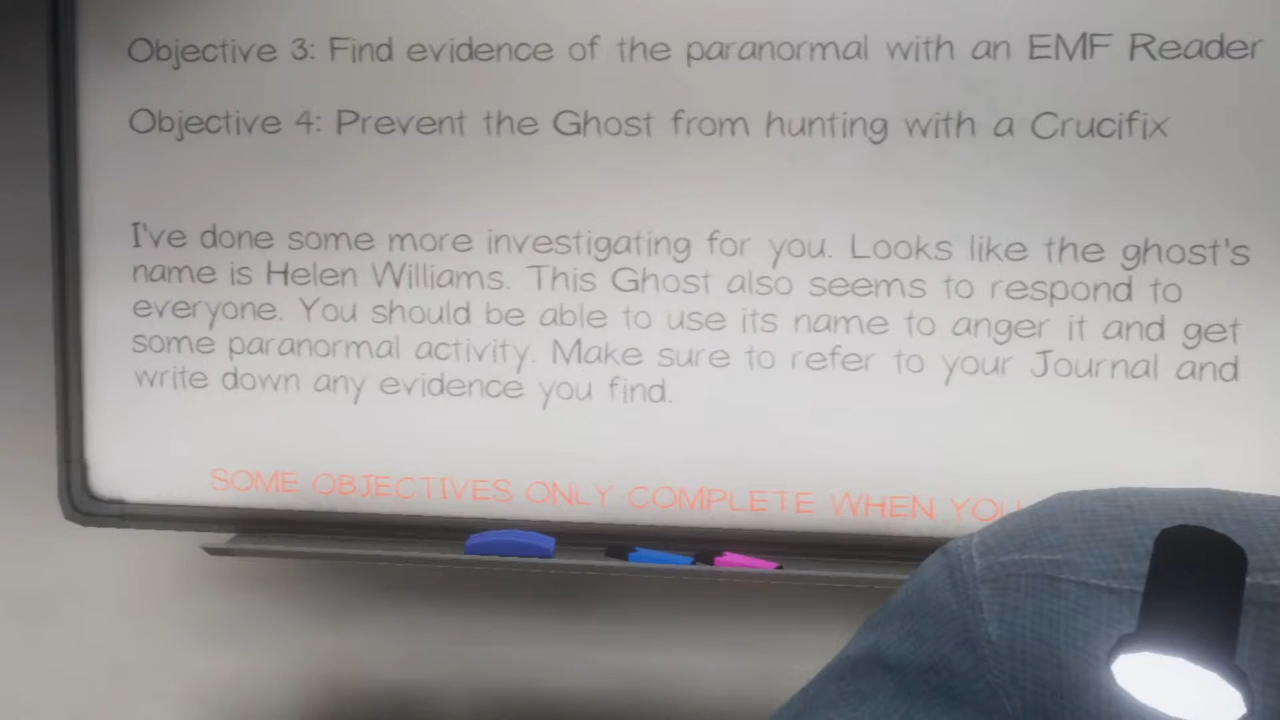 Objective 3: Find evidence of the paranormal with an EMF Reader
Objective 4: Prevent the Ghost from hunting with a Crucifix
I've done some more investigating for you. Looks like the ghost's
name is Helen Williams. This Ghost also seems to respond to
everyone. You should be able to use its name to anger it and get
some paranormal activity. Make sure to refer to your Journal and
write down any evidence you find.
SOME OBJECTIVES ONLY COMPLETE WHEN YOU